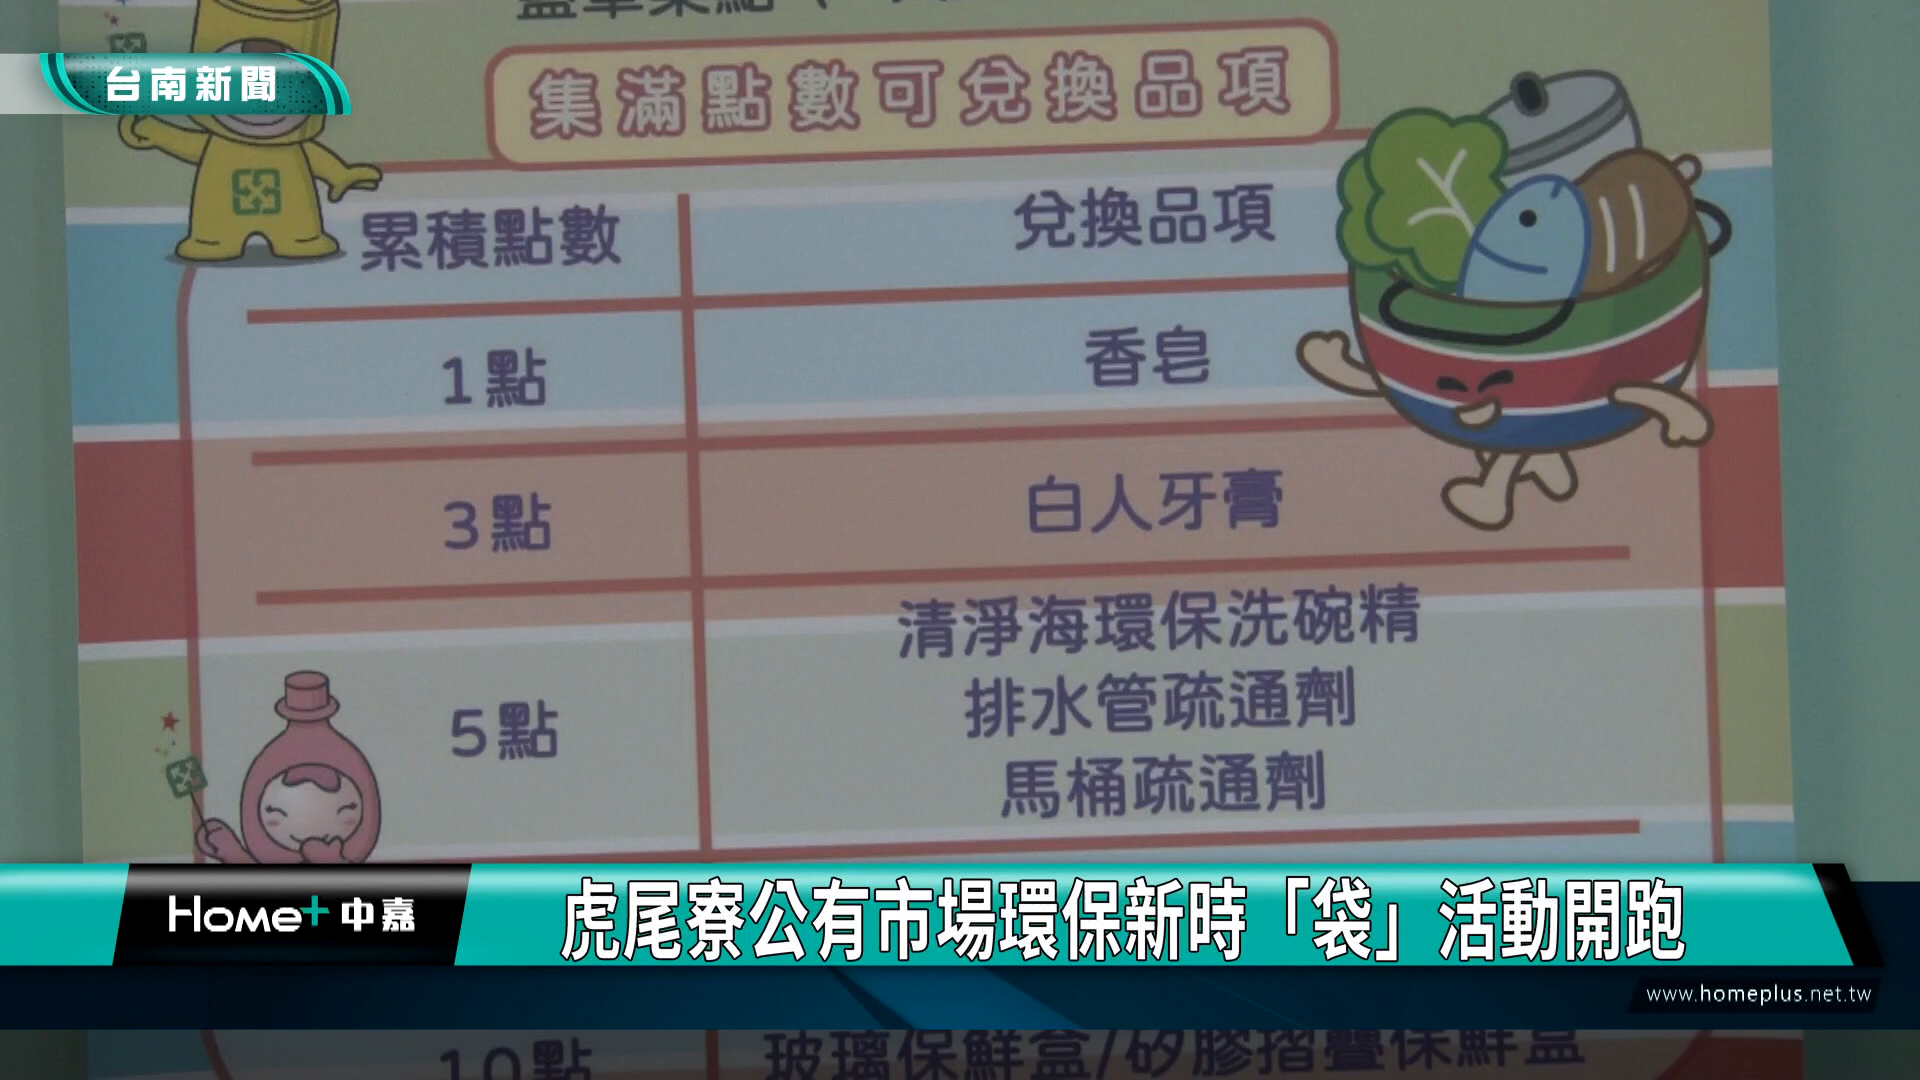 台南新聞
集滿點數可兌換品項
累積點數 兌換品項
1點 香皂
3點 白人牙膏
5點 清淨海環保洗碗精
排水管疏通劑
馬桶疏通劑
Home+中嘉
虎尾寮公有市場環保新時「袋」活動開跑
www.homeplus.net.tw
10點 玻璃保鮮盒/矽膠摺疊保鮮盒